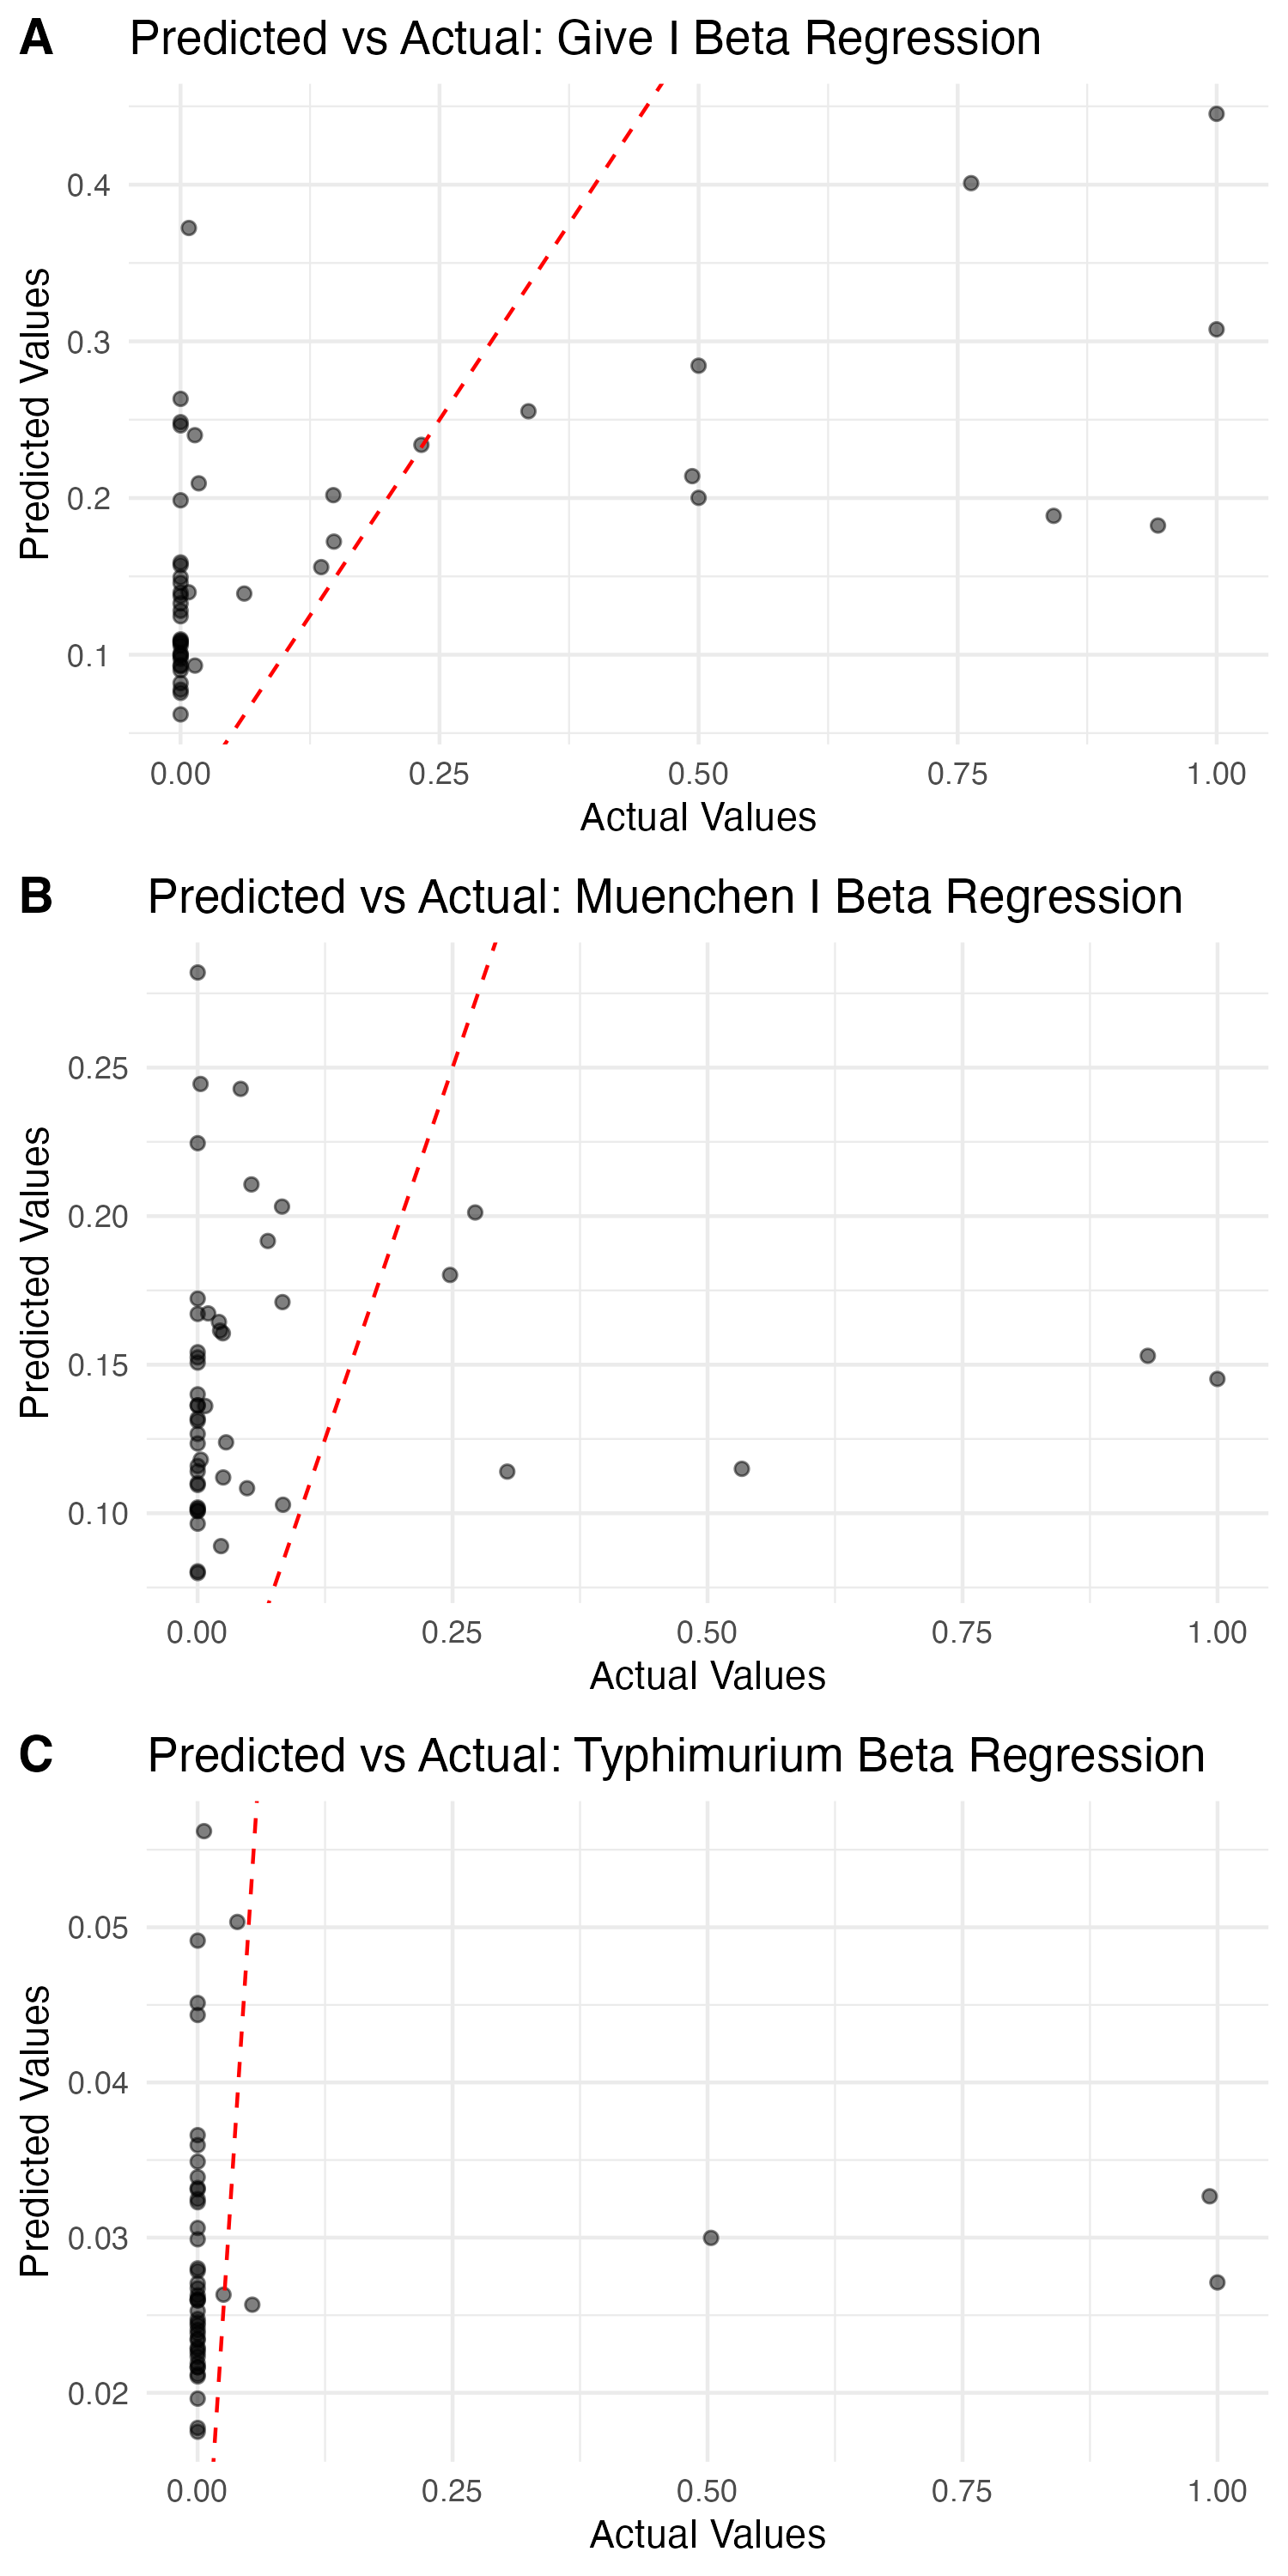 A Predicted vs Actual: Give I Beta Regression
Predicted Values
0.4
0.3
0.2
0.1
0.00 0.25 0.50 0.75 1.00
Actual Values
B Predicted vs Actual: Muenchen I Beta Regression
Predicted Values
0.25
0.20
0.15
0.10
0.00 0.25 0.50 0.75 1.00
Actual Values
C Predicted vs Actual: Typhimurium Beta Regression
Predicted Values
0.05
0.04
0.03
0.02
0.00 0.25 0.50 0.75 1.00
Actual Values